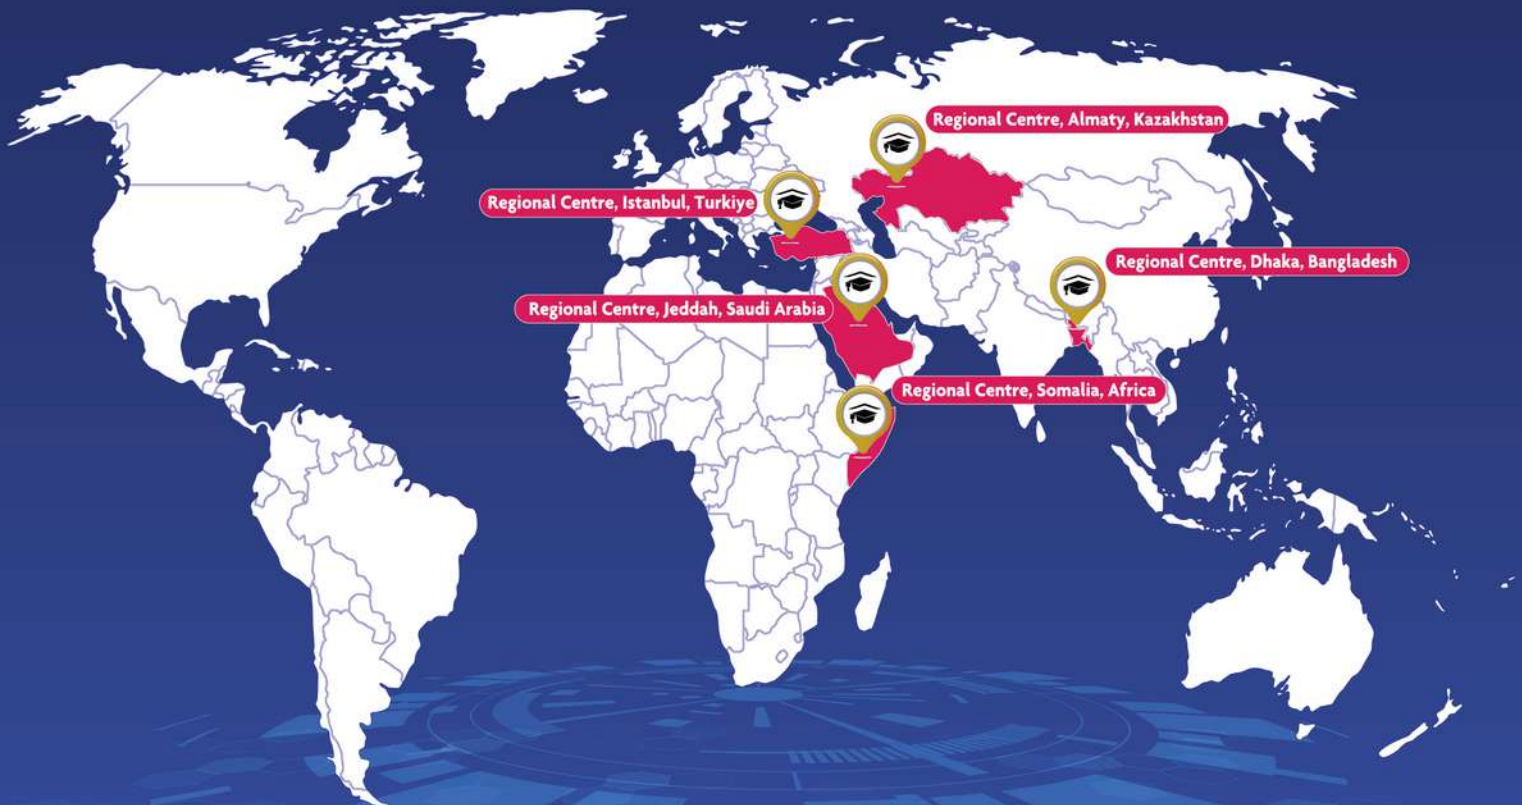 Regional Centre, Almaty, Kazakhstan
Regional Centre, Istanbul, Turkiye
Regional Centre, Dhaka, Bangladesh
Regional Centre, Jeddah, Saudi Arabia
Regional Centre, Somalia, Africa